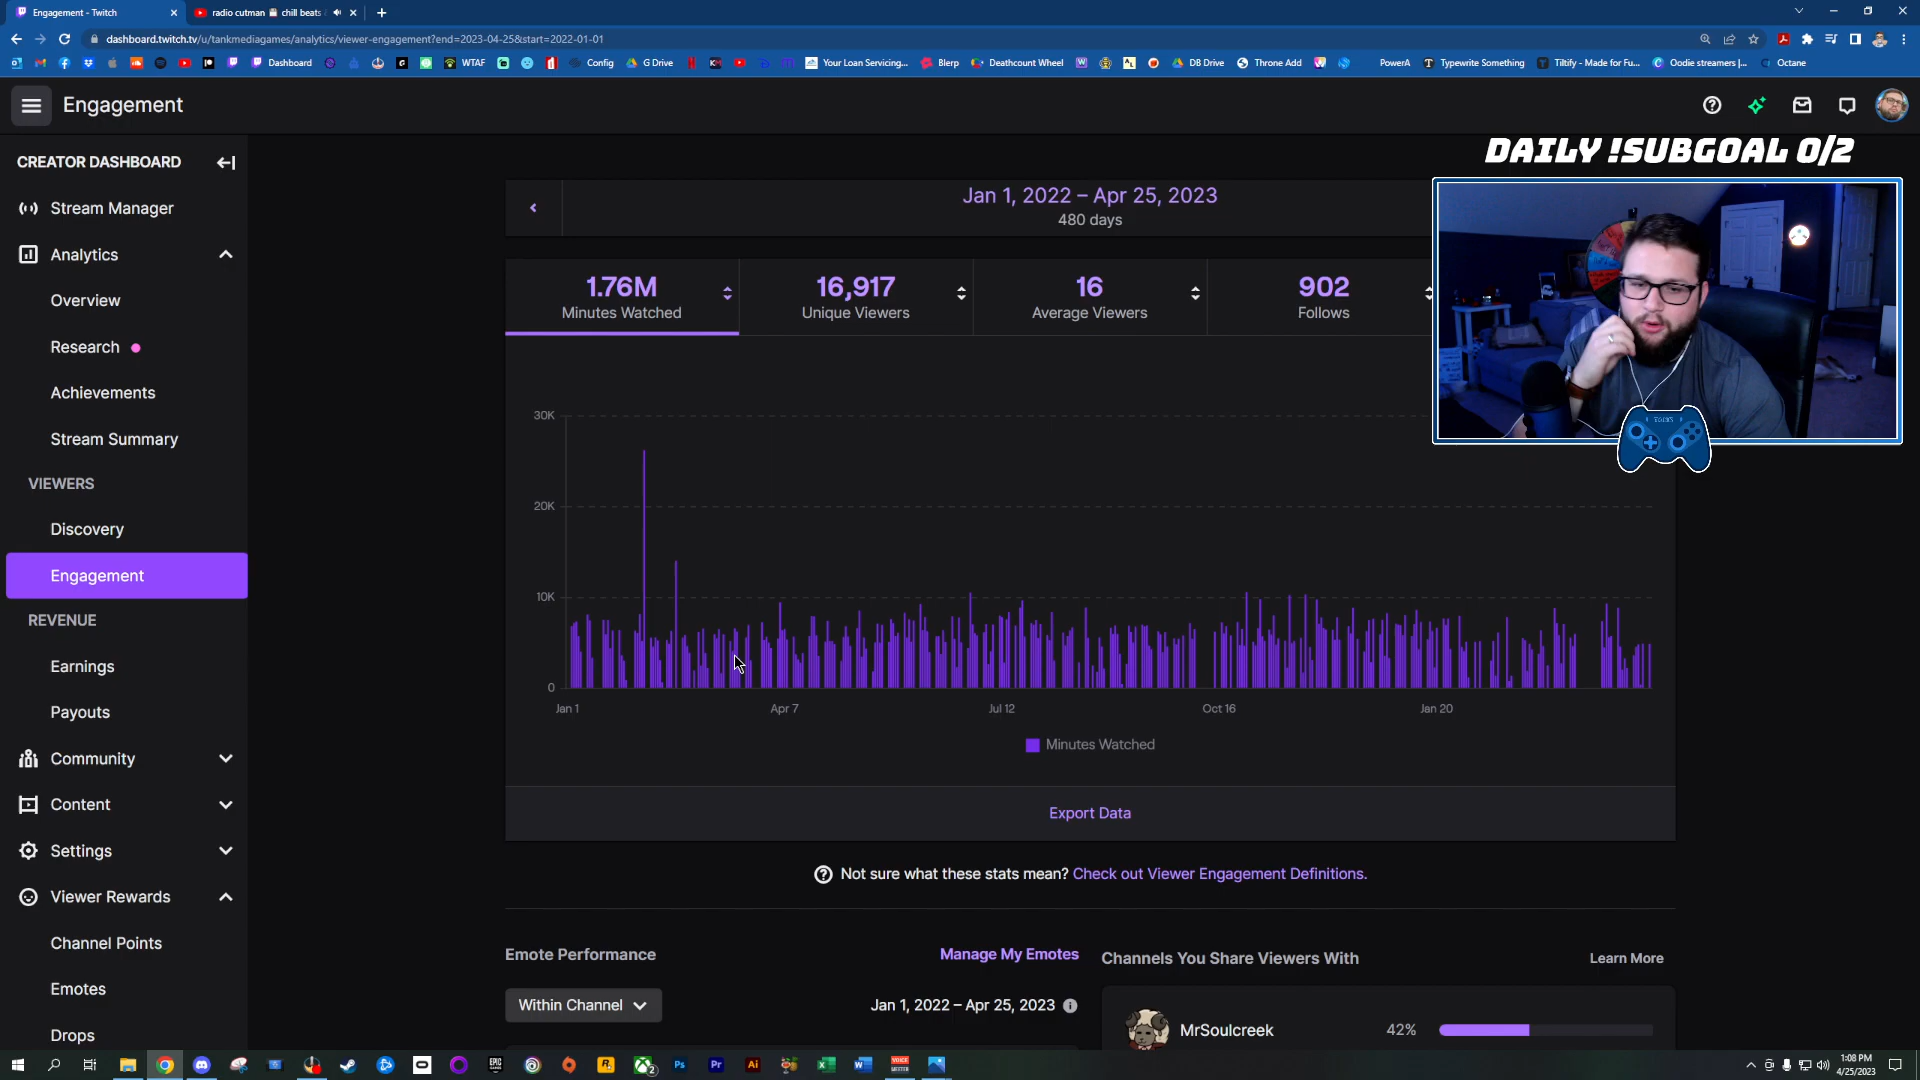 Engagement - Twitch
radio cutman chill beats
dashboard.twitch.tv/u/tankmediagames/analytics/viewer-engagement?end=2023-04-25&start=2022-01-01
Dashboard WTAF Config G Drive Your Loan Servicing... Blerp Deathcount Wheel DB Drive Throne Add PowerA Typewrite Something Tiltify - Made for Fu... Oodie streamers |... Octane
Engagement
DAILY !SUBGOAL 0/2
CREATOR DASHBOARD
Stream Manager
Analytics
Overview
Research
Achievements
Stream Summary
VIEWERS
Discovery
Engagement
REVENUE
Earnings
Payouts
Community
Content
Settings
Viewer Rewards
Channel Points
Emotes
Drops
Jan 1, 2022 – Apr 25, 2023
480 days
1.76M
Minutes Watched
16,917
Unique Viewers
16
Average Viewers
902
Follows
30K
20K
10K
0
Jan 1 Apr 7 Jul 12 Oct 16 Jan 20
Minutes Watched
Export Data
Not sure what these stats mean? Check out Viewer Engagement Definitions.
Emote Performance
Manage My Emotes
Within Channel
Jan 1, 2022 – Apr 25, 2023
Channels You Share Viewers With
Learn More
MrSoulcreek
42%
1:08 PM
4/25/2023